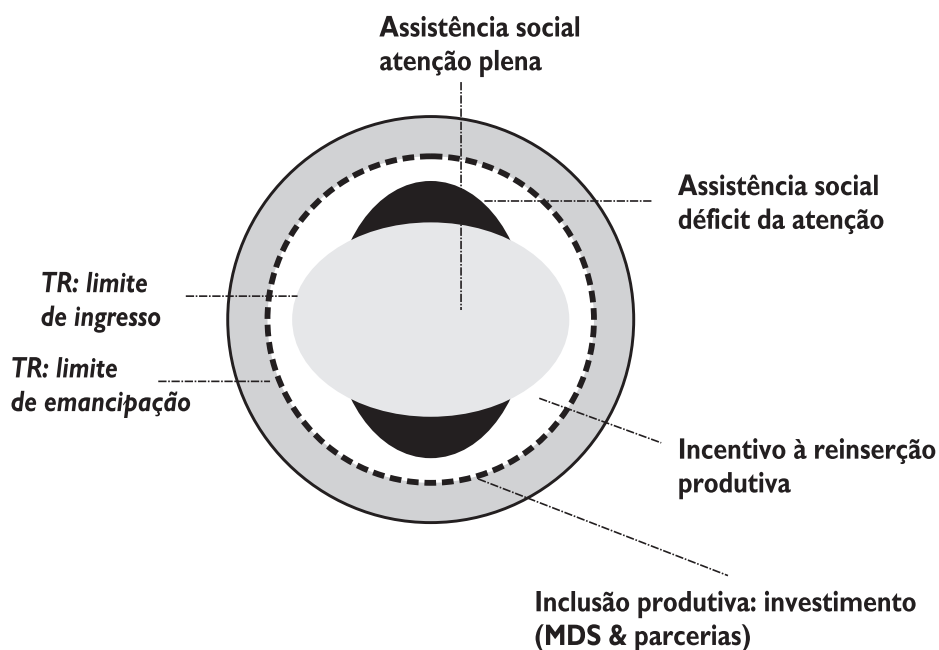 Assistência social
atenção plena
Assistência social
déficit da atenção
TR: limite
de ingresso
TR: limite
de emancipação
Incentivo à reinserção
produtiva
Inclusão produtiva: investimento
(MDS & parcerias)